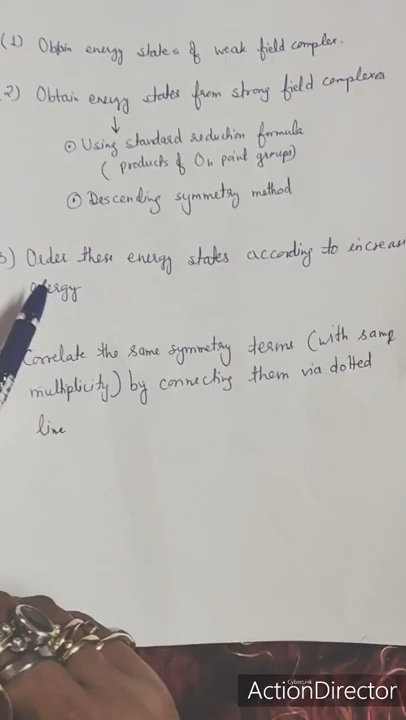 (1) Obtain energy states of weak field complex.
2) Obtain energy states from strong field complexes
↓
⊙ Using standard reduction formula
( products of Oh point groups)
⊙ Descending symmetry method
3) Order these energy states according to increas
energy
Correlate the same symmetry terms (with same
multiplicity) by connecting them via dotted
line
CyberLink
ActionDirector